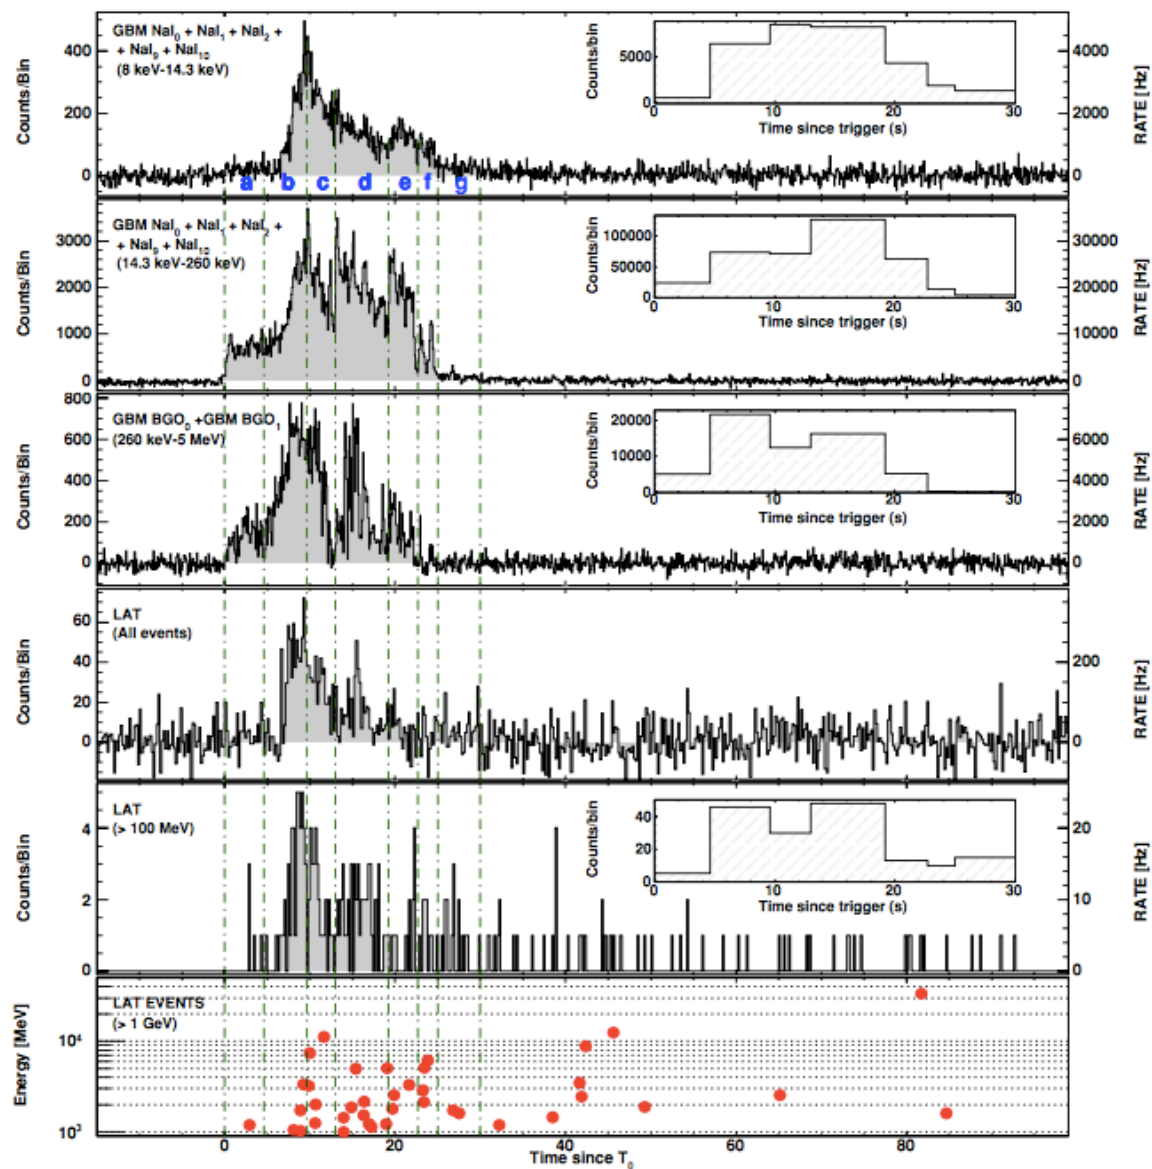 GBM NaI₀ + NaI₁ + NaI₂ +
+ NaI₉ + NaI₁₀
(8 keV-14.3 keV)
Counts/Bin
400
200
0
a b c d e f g
Counts/bin
5000
0
0 10 20 30
Time since trigger (s)
4000
2000
0
RATE [Hz]
GBM NaI₀ + NaI₁ + NaI₂ +
+ NaI₉ + NaI₁₀
(14.3 keV-260 keV)
Counts/Bin
3000
2000
1000
0
Counts/bin
100000
50000
0
0 10 20 30
Time since trigger (s)
30000
20000
10000
0
RATE [Hz]
GBM BGO₀ +GBM BGO₁
(260 keV-5 MeV)
Counts/Bin
800
600
400
200
0
Counts/bin
20000
10000
0
0 10 20 30
Time since trigger (s)
6000
4000
2000
0
RATE [Hz]
LAT
(All events)
Counts/Bin
60
40
20
0
200
0
RATE [Hz]
LAT
(> 100 MeV)
Counts/Bin
4
2
0
Counts/bin
40
20
0
0 10 20 30
Time since trigger (s)
20
10
0
RATE [Hz]
LAT EVENTS
(> 1 GeV)
Energy [MeV]
10⁴
10³
0 20 40 60 80
Time since T₀